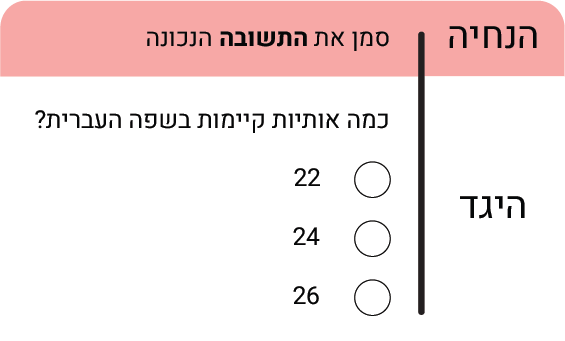 הנחיה
סמן את התשובה הנכונה
היגד
כמה אותיות קיימות בשפה העברית?
22
24
26